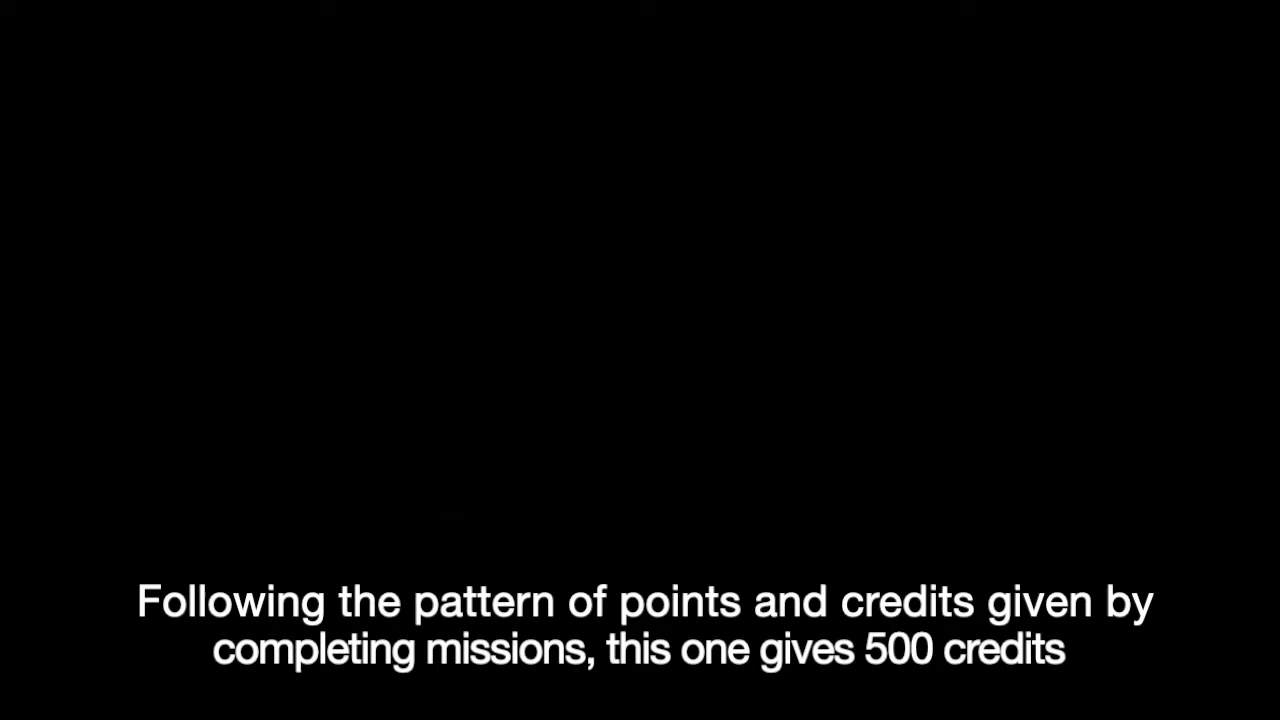 Following the pattern of points and credits given by
completing missions, this one gives 500 credits